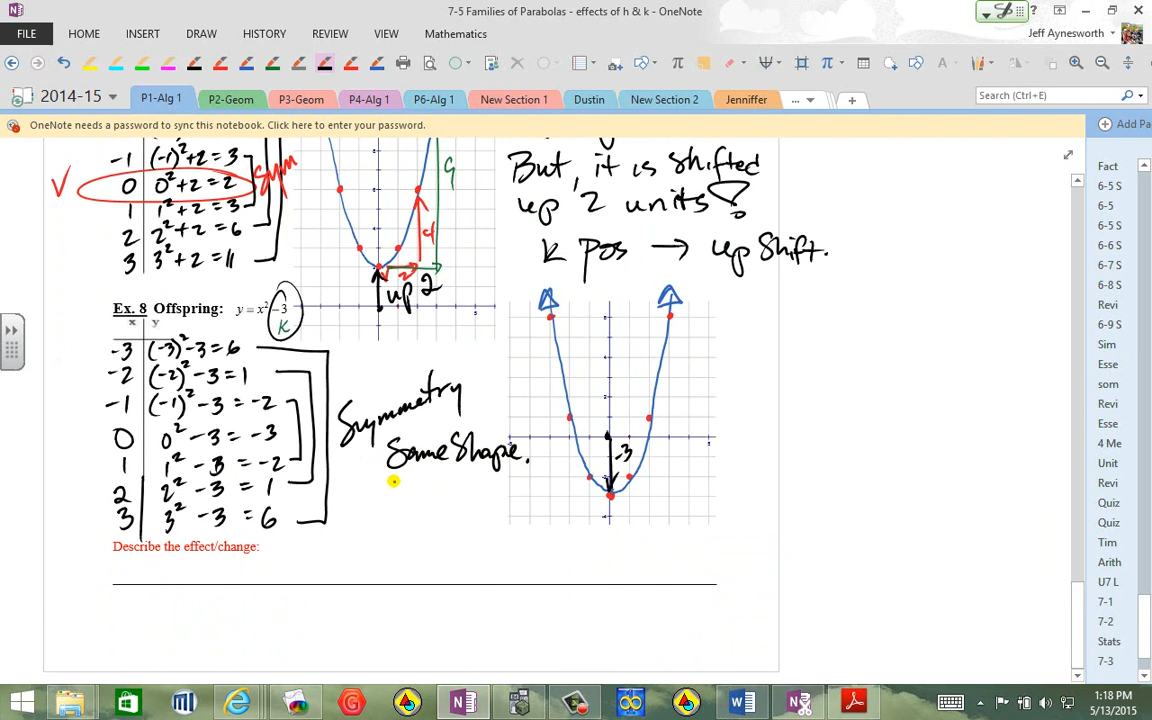 7-5 Families of Parabolas - effects of h & k - OneNote
FILE HOME INSERT DRAW HISTORY REVIEW VIEW Mathematics
Jeff Aynesworth
2014-15 P1-Alg 1 P2-Geom P3-Geom P4-Alg 1 P6-Alg 1 New Section 1 Dustin New Section 2 Jenniffer ...
Search (Ctrl+E)
OneNote needs a password to sync this notebook. Click here to enter your password.
Add Pa
-1 (-1)²+2=3
V 0 0²+2=2 Sym
1 1²+2=3
2 2²+2=6
3 3²+2=11
9
4
2
up 2
But, it is shifted
up 2 units!
k pos → up shift.
Ex. 8 Offspring: y = x² -3
K
x y
-3 (-3)²-3=6
-2 (-2)²-3=1
-1 (-1)²-3=-2
0 0²-3=-3
1 1²-3=-2
2 2²-3=1
3 3²-3=6
Symmetry
Same Shape.
-3
Describe the effect/change:
Fact
6-5 S
6-5
6-6 S
6-7 S
6-8 S
Revi
6-9 S
Sim
Esse
som
Revi
Esse
4 Me
Unit
Revi
Quiz
Quiz
Tim
Arith
U7 L
7-1
7-2
Stats
7-3
1:18 PM
5/13/2015